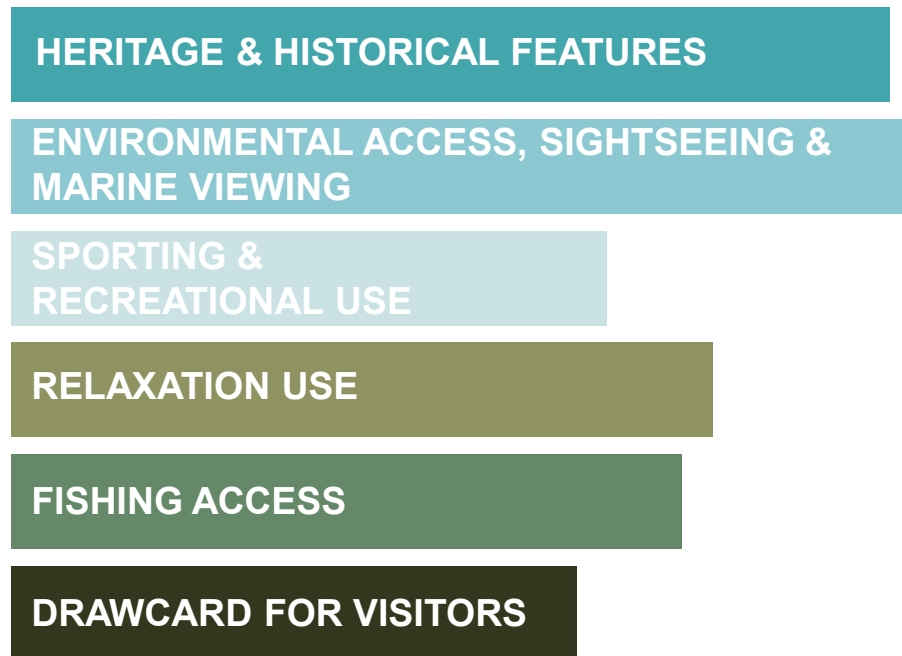 HERITAGE & HISTORICAL FEATURES
ENVIRONMENTAL ACCESS, SIGHTSEEING &
MARINE VIEWING
SPORTING &
RECREATIONAL USE
RELAXATION USE
FISHING ACCESS
DRAWCARD FOR VISITORS